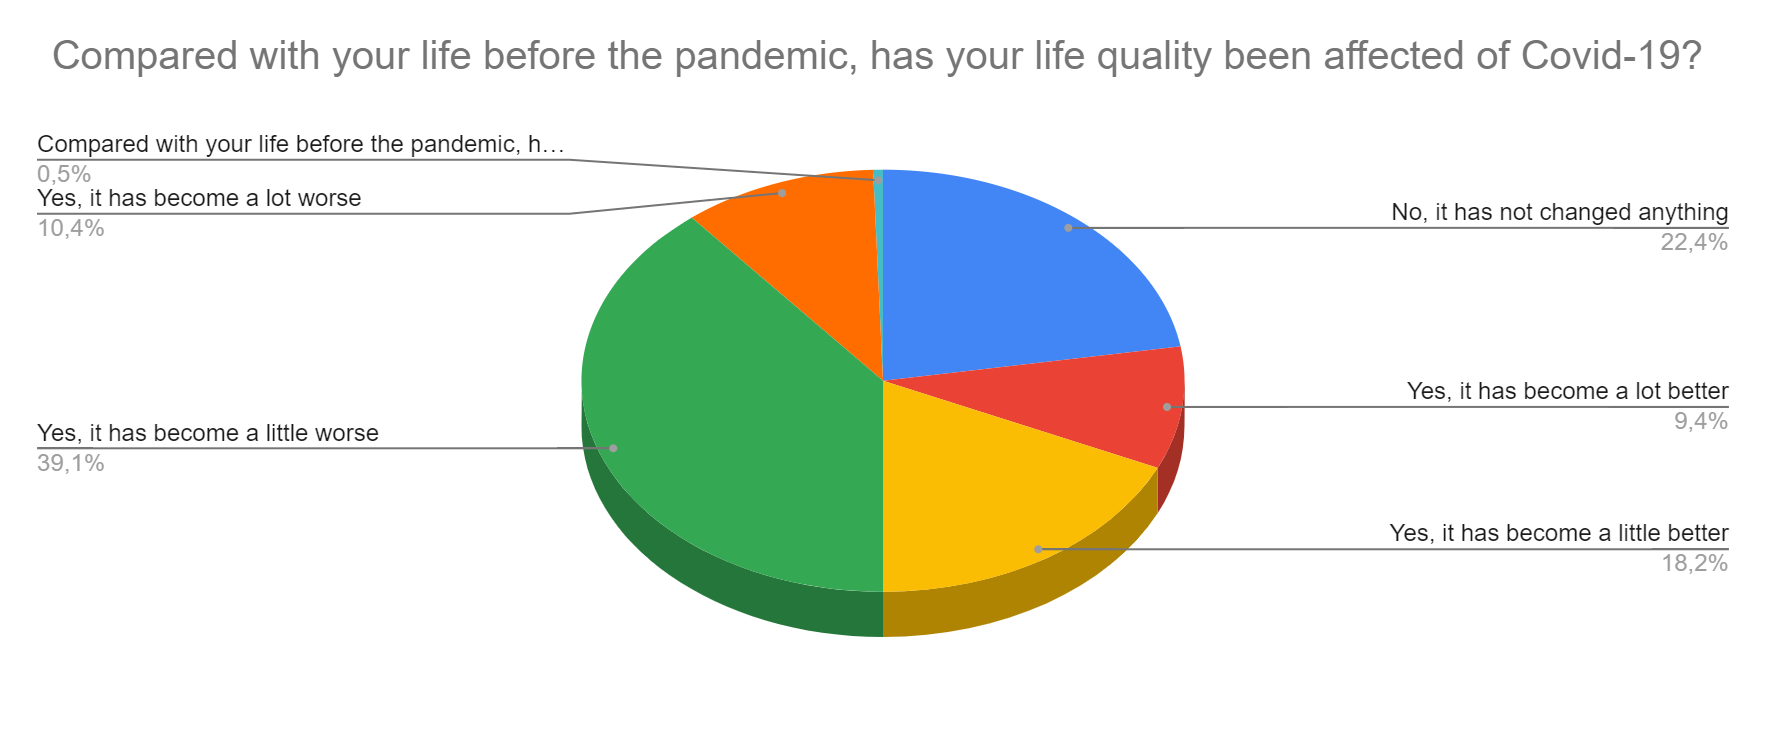 Compared with your life before the pandemic, has your life quality been affected of Covid-19?
Compared with your life before the pandemic, h…
0,5%
Yes, it has become a lot worse
10,4%
Yes, it has become a little worse
39,1%
No, it has not changed anything
22,4%
Yes, it has become a lot better
9,4%
Yes, it has become a little better
18,2%